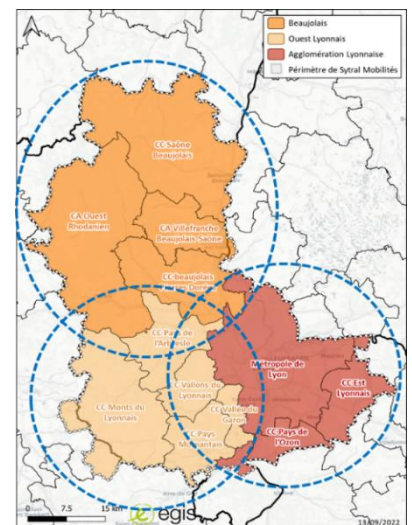 Beaujolais
Ouest Lyonnais
Agglomération Lyonnaise
Périmètre de Sytral Mobilités
CC Saône
Beaujolais
CA Ouest
Rhodanien
CA Villefranche
Beaujolais Saône
CC beaujolais
CC Pays de
l'Arbresle
Métropole de
Lyon
CC Est
Lyonnais
CC Vallons du
Lyonnais
CC Monts du
Lyonnais
CC Vallée du
Garon
CC Pays
Mornantais
CC Pays de
l'Ozon
0 7.5 15 km
egis
13/09/2022